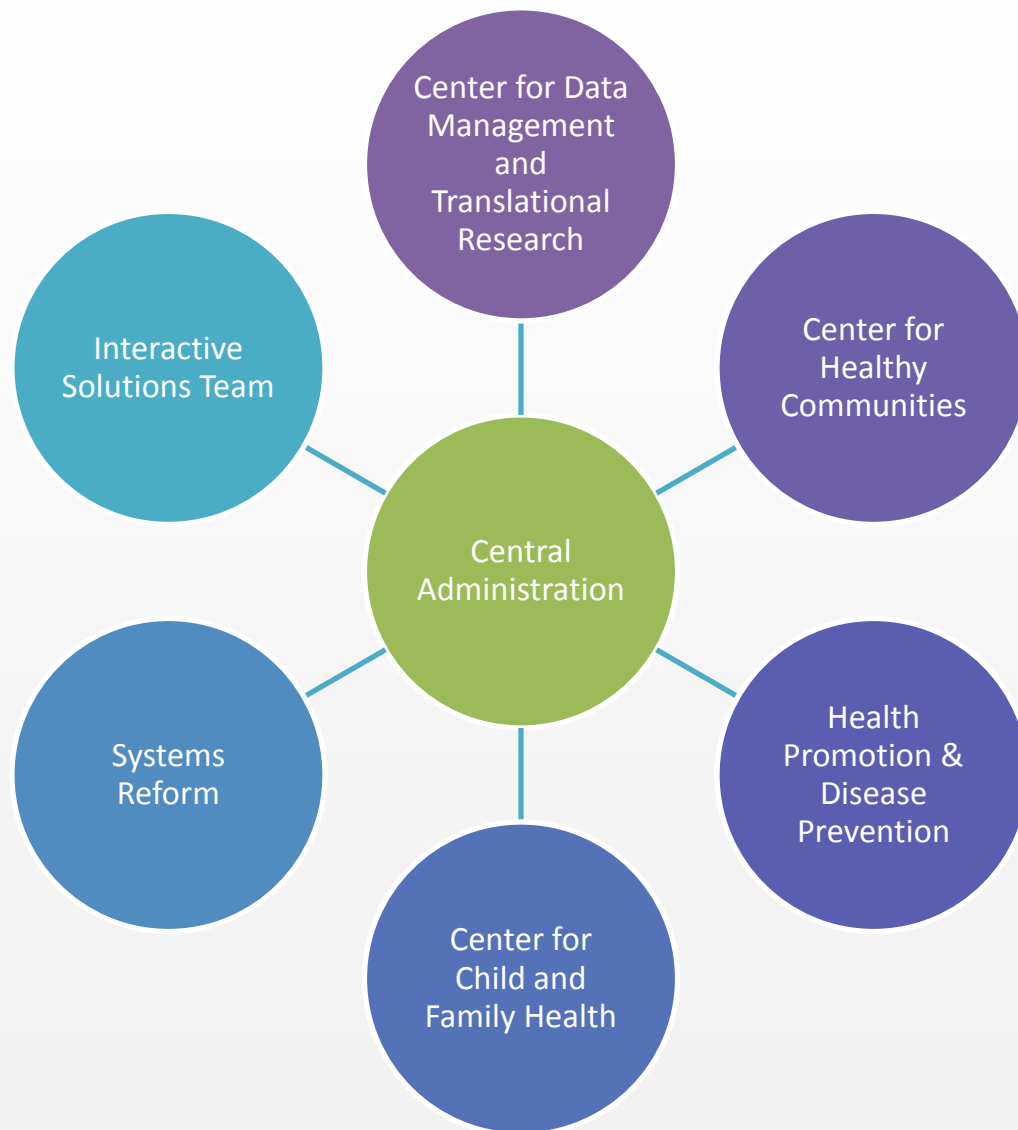 Center for Data
Management
and
Translational
Research
Interactive
Solutions Team
Center for
Healthy
Communities
Central
Administration
Systems
Reform
Health
Promotion &
Disease
Prevention
Center for
Child and
Family Health